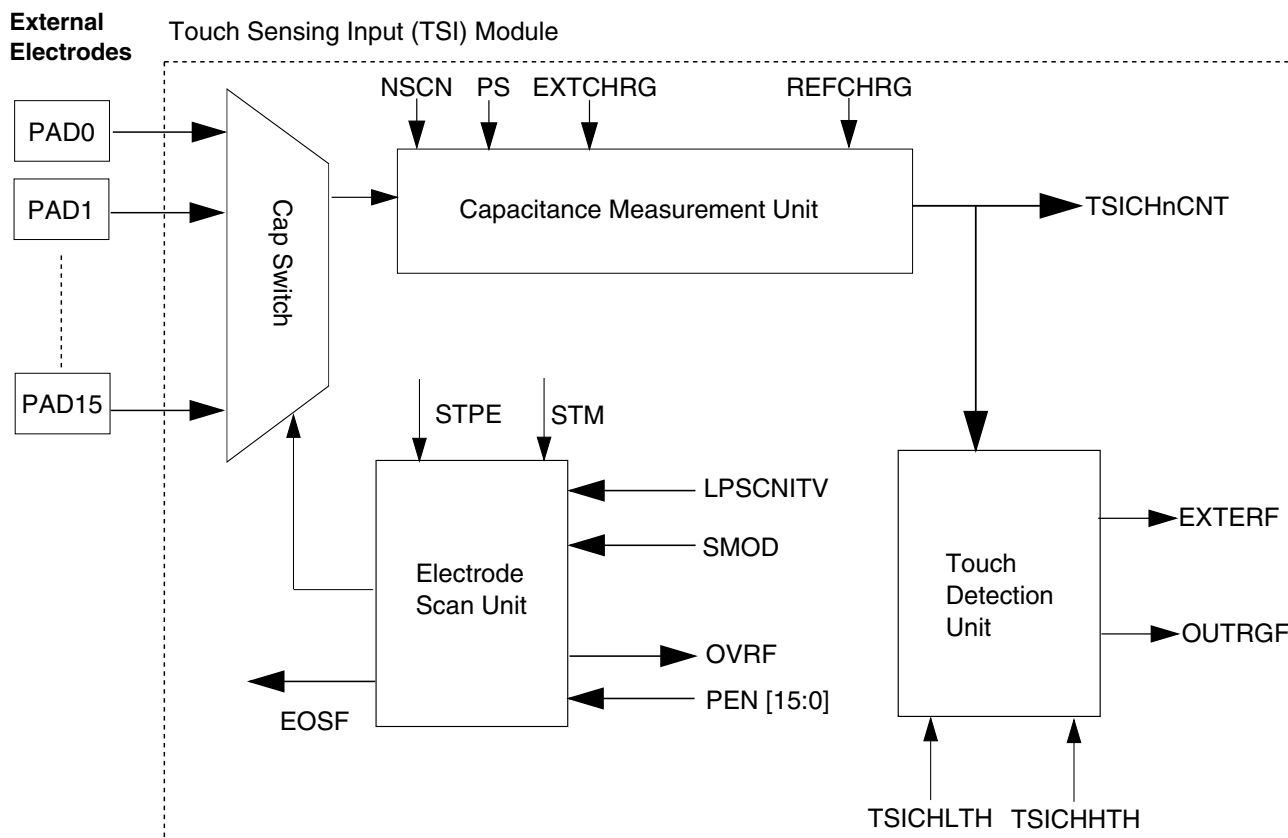 External
Electrodes
Touch Sensing Input (TSI) Module
NSCN PS EXTCHRG REFCHRG
PAD0
PAD1
PAD15
Cap Switch
Capacitance Measurement Unit
TSICHnCNT
STPE STM
Electrode
Scan Unit
LPSCNITV
SMOD
OVRF
PEN [15:0]
EOSF
Touch
Detection
Unit
EXTERF
OUTRGF
TSICHLTH TSICHHTH